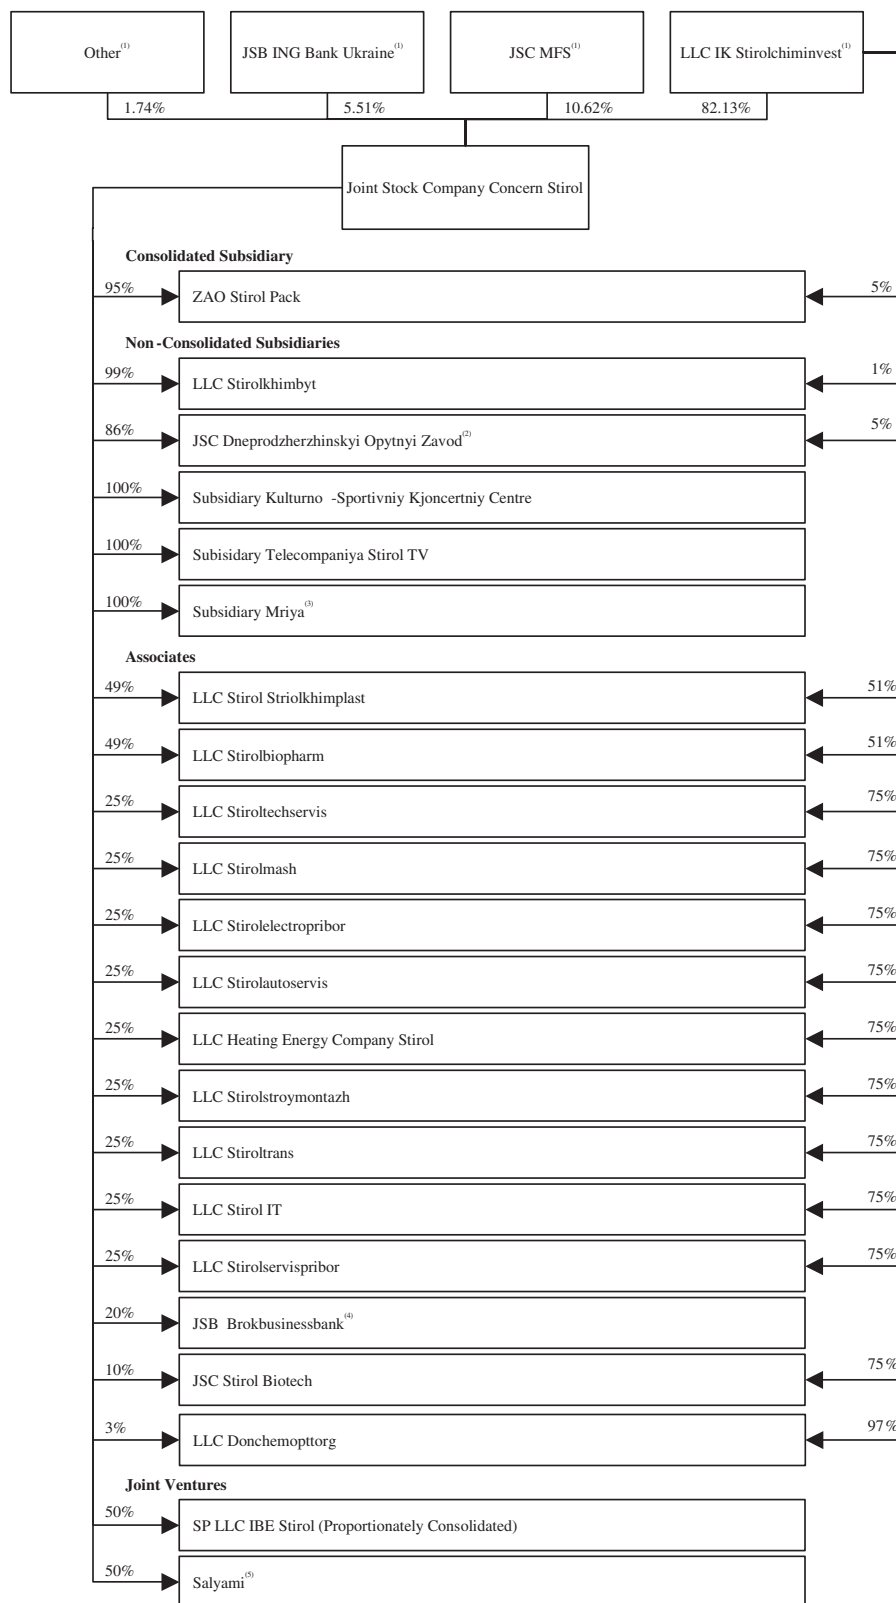 Other(1)
JSB ING Bank Ukraine(1)
JSC MFS(1)
LLC IK Stirolchiminvest(1)
1.74%
5.51%
10.62%
82.13%
Joint Stock Company Concern Stirol
Consolidated Subsidiary
95%
ZAO Stirol Pack
5%
Non-Consolidated Subsidiaries
99%
LLC Stirolkhimbyt
1%
86%
JSC Dneprodzherzhinskyi Opytnyi Zavod(2)
5%
100%
Subsidiary Kulturno -Sportivniy Kjoncertniy Centre
100%
Subisidary Telecompaniya Stirol TV
100%
Subsidiary Mriya(3)
Associates
49%
LLC Stirol Striolkhimplast
51%
49%
LLC Stirolbiopharm
51%
25%
LLC Stiroltechservis
75%
25%
LLC Stirolmash
75%
25%
LLC Stirolelectropribor
75%
25%
LLC Stirolautoservis
75%
25%
LLC Heating Energy Company Stirol
75%
25%
LLC Stirolstroymontazh
75%
25%
LLC Stiroltrans
75%
25%
LLC Stirol IT
75%
25%
LLC Stirolservispribor
75%
20%
JSB Brokbusinessbank(4)
10%
JSC Stirol Biotech
75%
3%
LLC Donchemopttorg
97%
Joint Ventures
50%
SP LLC IBE Stirol (Proportionately Consolidated)
50%
Salyami(5)